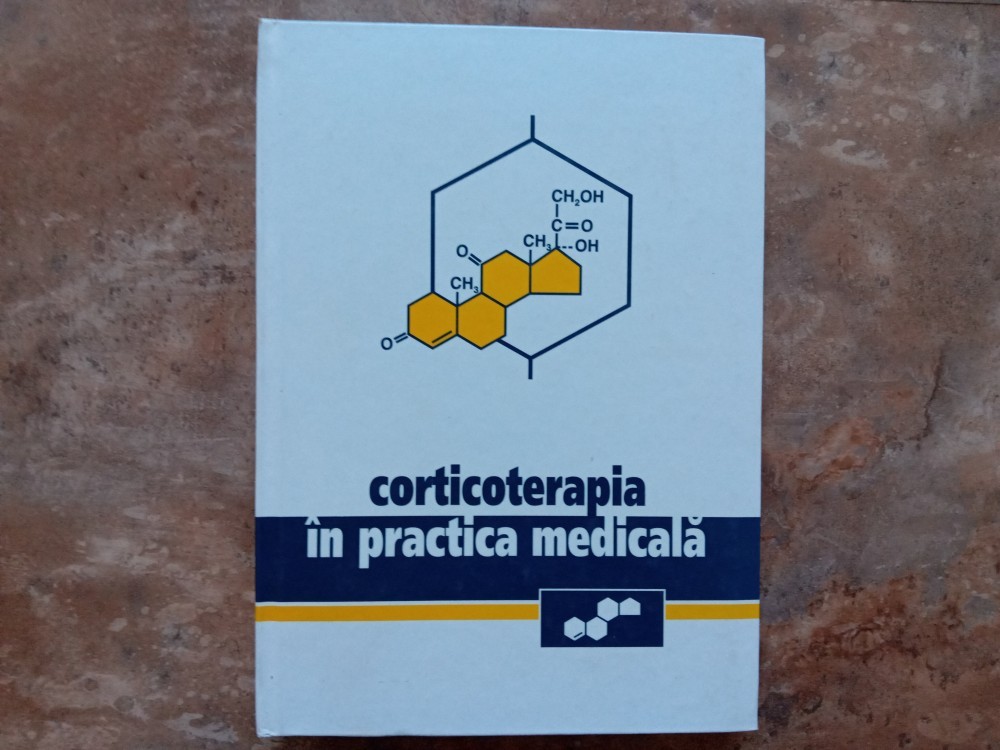 CH₂OH
C=O
CH₃
OH
O
CH₃
O
corticoterapia
în practica medicală